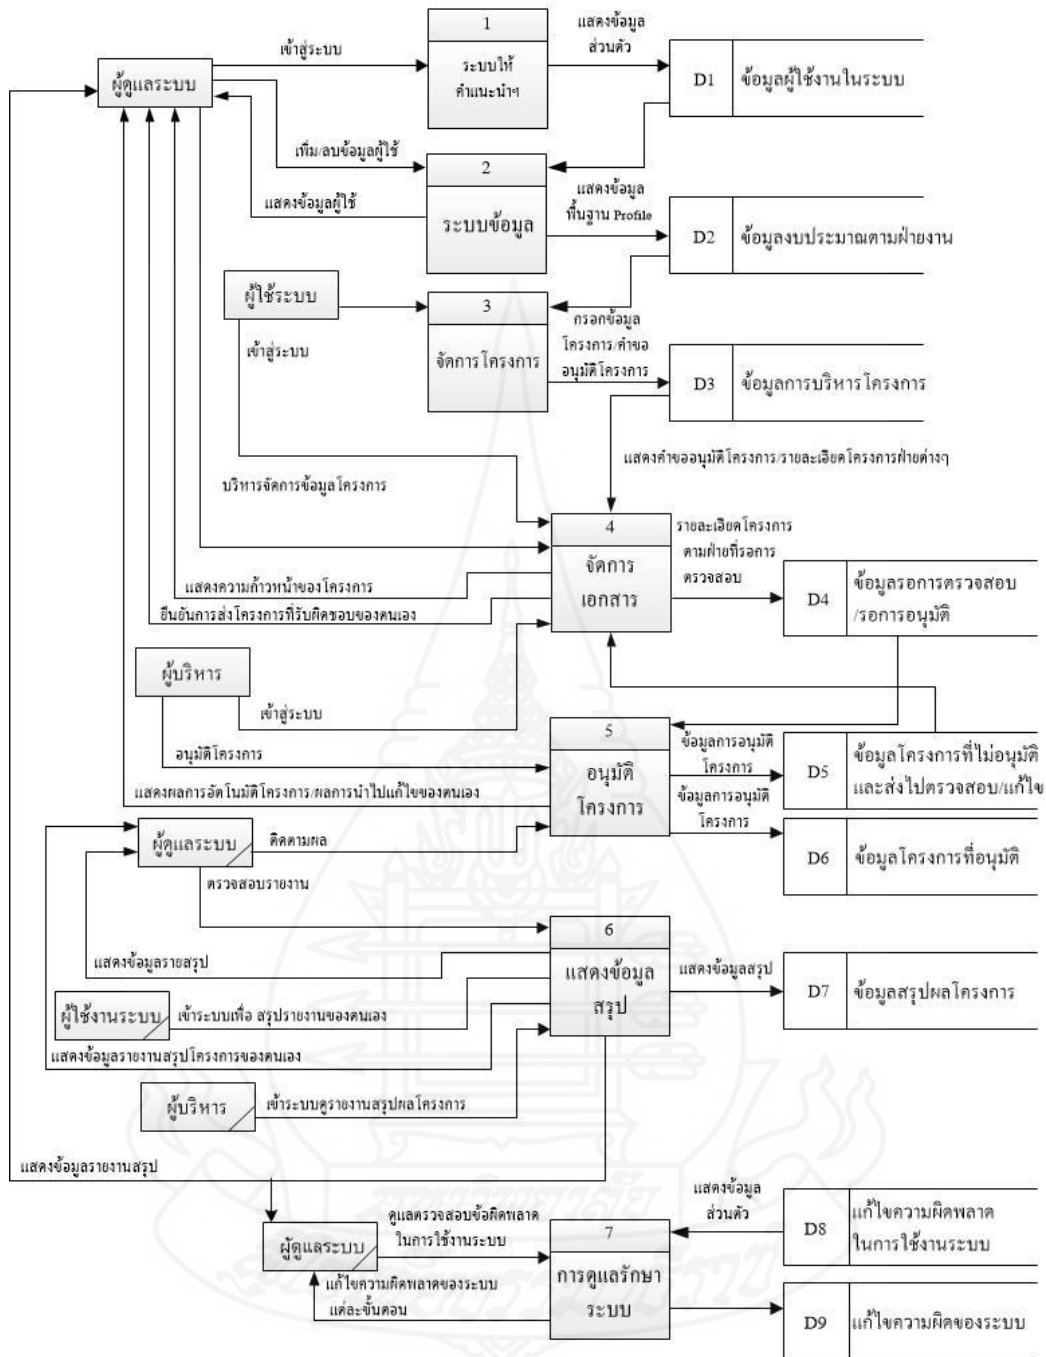 1
แสดงข้อมูล
ส่วนตัว
เข้าสู่ระบบ
ระบบให้
คำแนะนำฯ
ผู้ดูแลระบบ
D1
ข้อมูลผู้ใช้งานในระบบ
เพิ่ม/ลบข้อมูลผู้ใช้
2
แสดงข้อมูลผู้ใช้
ระบบข้อมูล
แสดงข้อมูล
พื้นฐาน Profile
D2
ข้อมูลงบประมาณตามฝ่ายงาน
ผู้ใช้ระบบ
3
เข้าสู่ระบบ
จัดการโครงการ
กรอกข้อมูล
โครงการ/คำขอ
อนุมัติโครงการ
D3
ข้อมูลการบริหารโครงการ
แสดงคำขออนุมัติโครงการ/รายละเอียดโครงการฝ่ายต่างๆ
บริหารจัดการข้อมูลโครงการ
4
จัดการ
เอกสาร
รายละเอียดโครงการ
ตามฝ่ายที่รอการ
ตรวจสอบ
D4
ข้อมูลรอการตรวจสอบ
/รอการอนุมัติ
แสดงความก้าวหน้าของโครงการ
ยืนยันการส่งโครงการที่รับผิดชอบของตนเอง
ผู้บริหาร
เข้าสู่ระบบ
อนุมัติโครงการ
5
อนุมัติ
โครงการ
ข้อมูลการอนุมัติ
โครงการ
D5
ข้อมูลโครงการที่ไม่อนุมัติ
และส่งไปตรวจสอบ/แก้ไข
แสดงผลการอัตโนมัติโครงการ/ผลการนำไปแก้ไขของตนเอง
ข้อมูลการอนุมัติ
โครงการ
D6
ข้อมูลโครงการที่อนุมัติ
ผู้ดูแลระบบ
ติดตามผล
ตรวจสอบรายงาน
6
แสดงข้อมูล
สรุป
แสดงข้อมูลสรุป
D7
ข้อมูลสรุปผลโครงการ
แสดงข้อมูลรายสรุป
ผู้ใช้งานระบบ
เข้าระบบเพื่อ สรุปรายงานของตนเอง
แสดงข้อมูลรายงานสรุปโครงการของตนเอง
ผู้บริหาร
เข้าระบบดูรายงานสรุปผลโครงการ
แสดงข้อมูลรายงานสรุป
ผู้ดูแลระบบ
ดูแลตรวจสอบข้อผิดพลาด
ในการใช้งานระบบ
แก้ไขความผิดพลาดของระบบ
แต่ละขั้นตอน
7
การดูแลรักษา
ระบบ
แสดงข้อมูล
ส่วนตัว
D8
แก้ไขความผิดพลาด
ในการใช้งานระบบ
D9
แก้ไขความผิดของระบบ